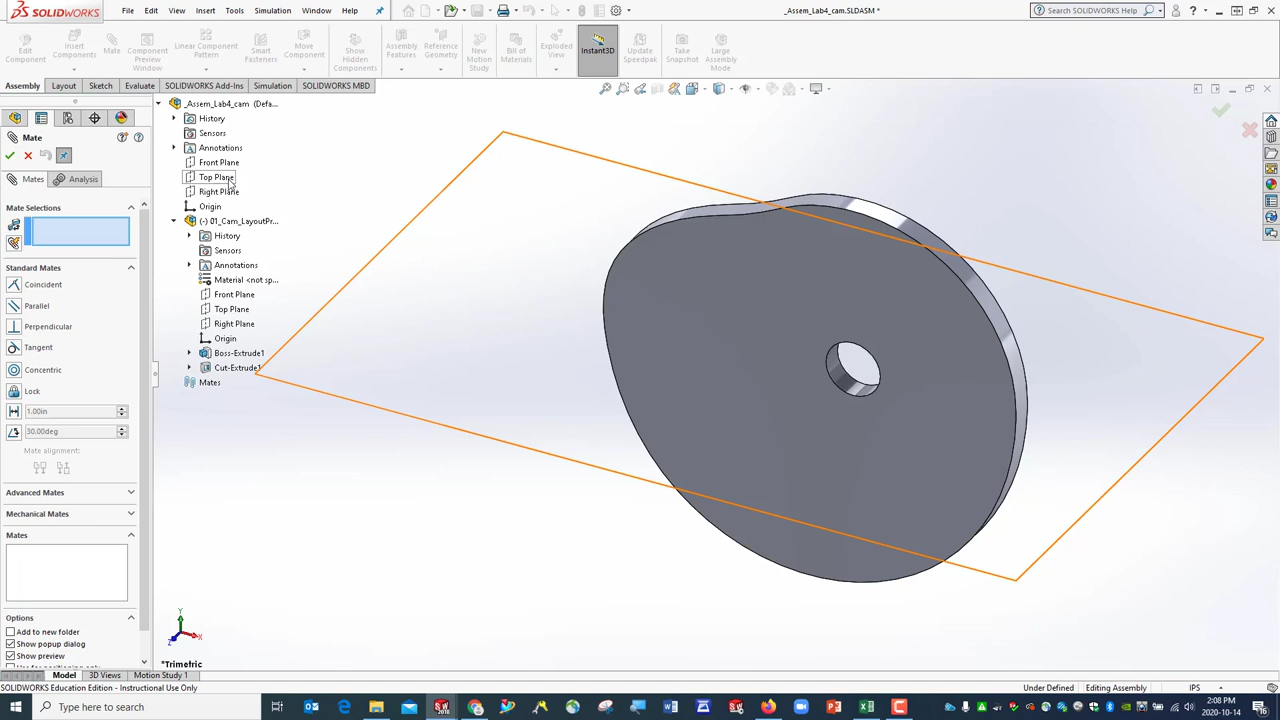 SOLIDWORKS File Edit View Insert Tools Simulation Window Help _Assem_Lab4_cam.SLDASM * Search SOLIDWORKS Help
Edit Component
Insert Components
Mate
Component Preview Window
Linear Component Pattern
Smart Fasteners
Move Component
Show Hidden Components
Assembly Features
Reference Geometry
New Motion Study
Bill of Materials
Exploded View
Instant3D
Update Speedpak
Take Snapshot
Large Assembly Mode
Assembly Layout Sketch Evaluate SOLIDWORKS Add-Ins Simulation SOLIDWORKS MBD
Mate
Mates Analysis
Mate Selections
Standard Mates
Coincident
Parallel
Perpendicular
Tangent
Concentric
Lock
1.00in
30.00deg
Mate alignment:
Advanced Mates
Mechanical Mates
Mates
Options
Add to new folder
Show popup dialog
Show preview
_Assem_Lab4_cam (Defa...
History
Sensors
Annotations
Front Plane
Top Plane
Right Plane
Origin
(-) 01_Cam_LayoutPr...
History
Sensors
Annotations
Material <not sp...
Front Plane
Top Plane
Right Plane
Origin
Boss-Extrude1
Cut-Extrude1
Mates
Y
X
Z
*Trimetric
Model 3D Views Motion Study 1
SOLIDWORKS Education Edition - Instructional Use Only Under Defined Editing Assembly IPS
Type here to search
2:08 PM
2020-10-14
16